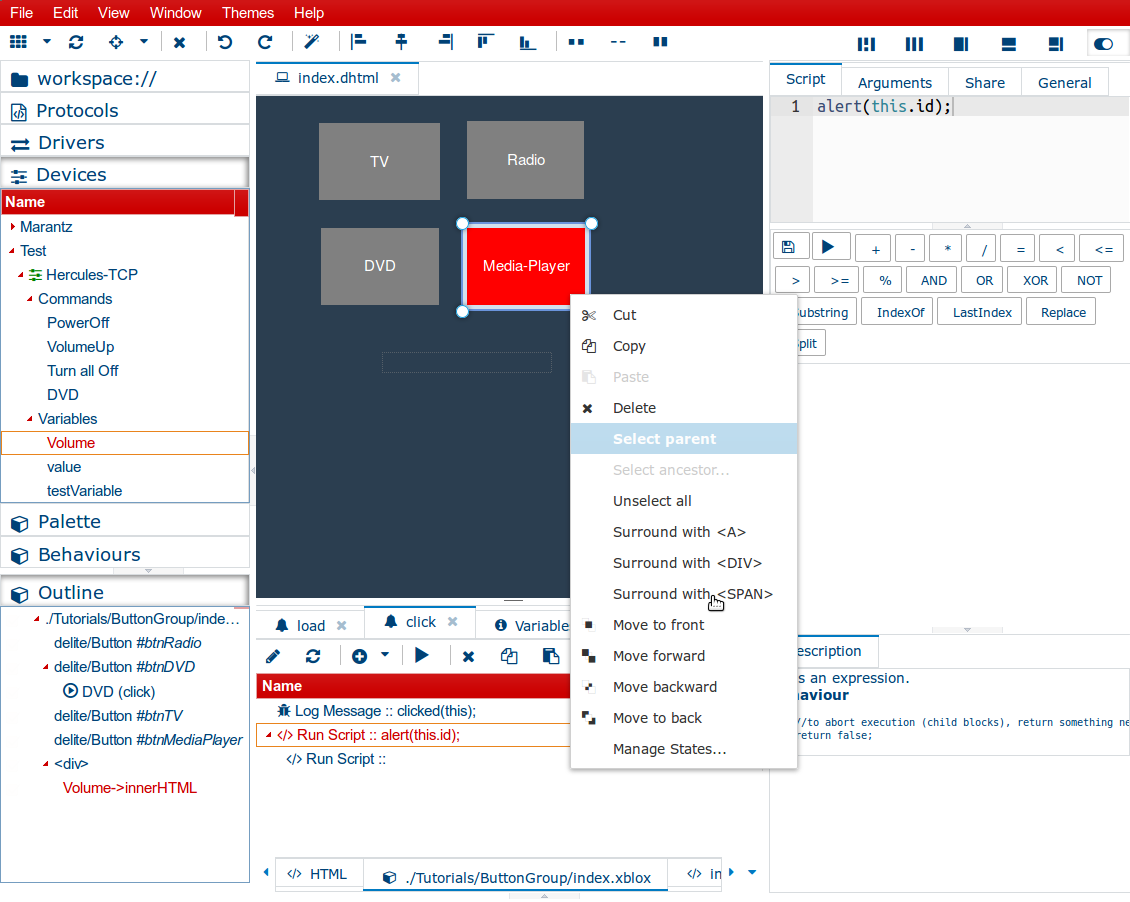 File Edit View Window Themes Help
workspace://
Protocols
Drivers
Devices
Name
Marantz
Test
Hercules-TCP
Commands
PowerOff
VolumeUp
Turn all Off
DVD
Variables
Volume
value
testVariable
Palette
Behaviours
Outline
./Tutorials/ButtonGroup/inde...
delite/Button #btnRadio
delite/Button #btnDVD
DVD (click)
delite/Button #btnTV
delite/Button #btnMediaPlayer
<div>
Volume->innerHTML
index.dhtml
TV
Radio
DVD
Media-Player
Cut
Copy
Paste
Delete
Select parent
Select ancestor...
Unselect all
Surround with <A>
Surround with <DIV>
Surround with <SPAN>
Move to front
Move forward
Move backward
Move to back
Manage States...
load click Variable
Name
Log Message :: clicked(this);
Run Script :: alert(this.id);
Run Script ::
HTML ./Tutorials/ButtonGroup/index.xblox in
Script Arguments Share General
1 alert(this.id);
+ - * / = < <=
> >= % AND OR XOR NOT
ubstring IndexOf LastIndex Replace
plit
escription
s an expression.
aviour
//to abort execution (child blocks), return something ne
return false;